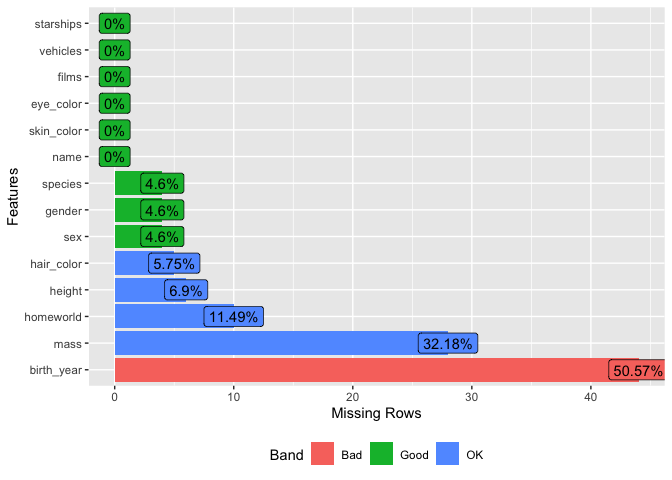 starships 0%
vehicles 0%
films 0%
eye_color 0%
skin_color 0%
name 0%
species 4.6%
gender 4.6%
sex 4.6%
hair_color 5.75%
height 6.9%
homeworld 11.49%
mass 32.18%
birth_year 50.57%
Features
0 10 20 30 40
Missing Rows
Band Bad Good OK